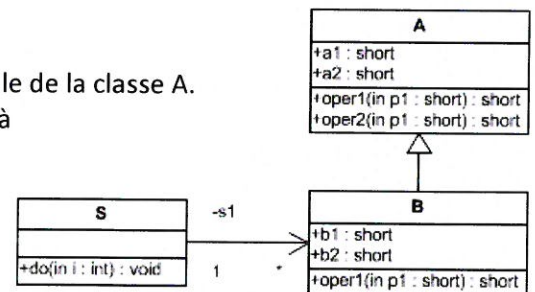 le de la classe A.
à
A
+a1 : short
+a2 : short
+oper1(in p1 : short) : short
+oper2(in p1 : short) : short
S
+do(in i : int) : void
-s1
1
*
B
+b1 : short
+b2 : short
+oper1(in p1 : short) : short